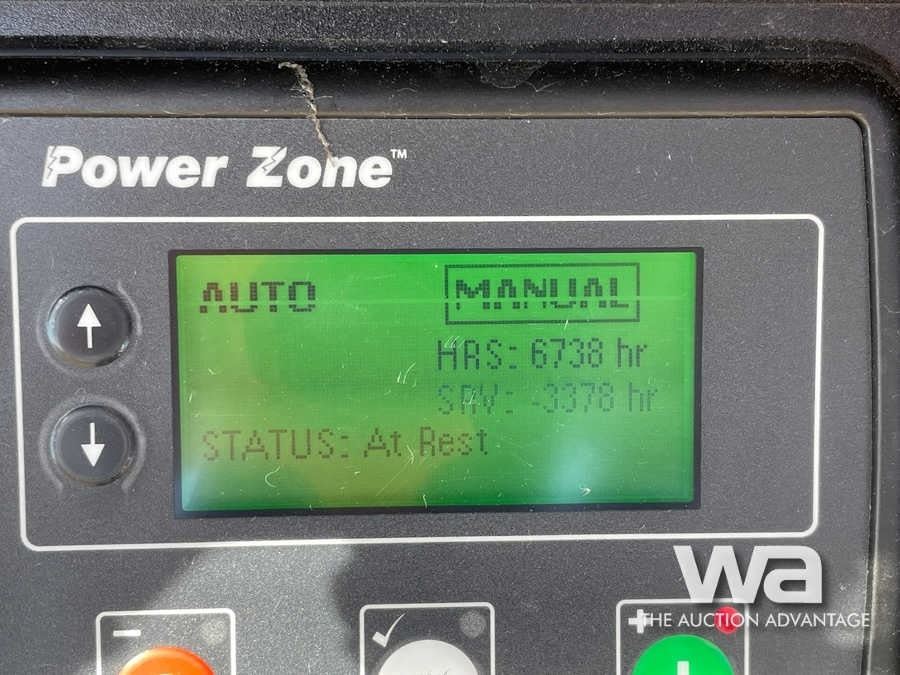 Power Zone™
AUTO MANUAL
HRS: 6738 hr
SRV: -3378 hr
STATUS: At Rest
wa
THE AUCTION ADVANTAGE